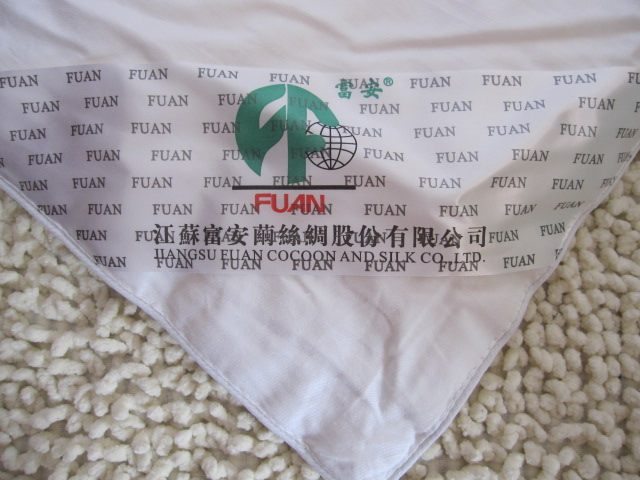 FUAN FUAN FUAN FUAN FUAN FUAN FUAN FUAN FUAN
富安®
FUAN FUAN FUAN FUAN FUAN FUAN FUAN FUAN
FUAN FUAN FUAN FUAN FUAN FUAN FUAN FUAN
FUAN FUAN FUAN FUAN FUAN FUAN FUAN FUAN
FUAN FUAN FUAN FUAN FUAN FUAN FUAN
FUAN
江蘇富安繭絲綢股份有限公司
JIANGSU FUAN COCOON AND SILK CO., LTD.
FUAN FUAN FUAN FUAN FUAN FUAN